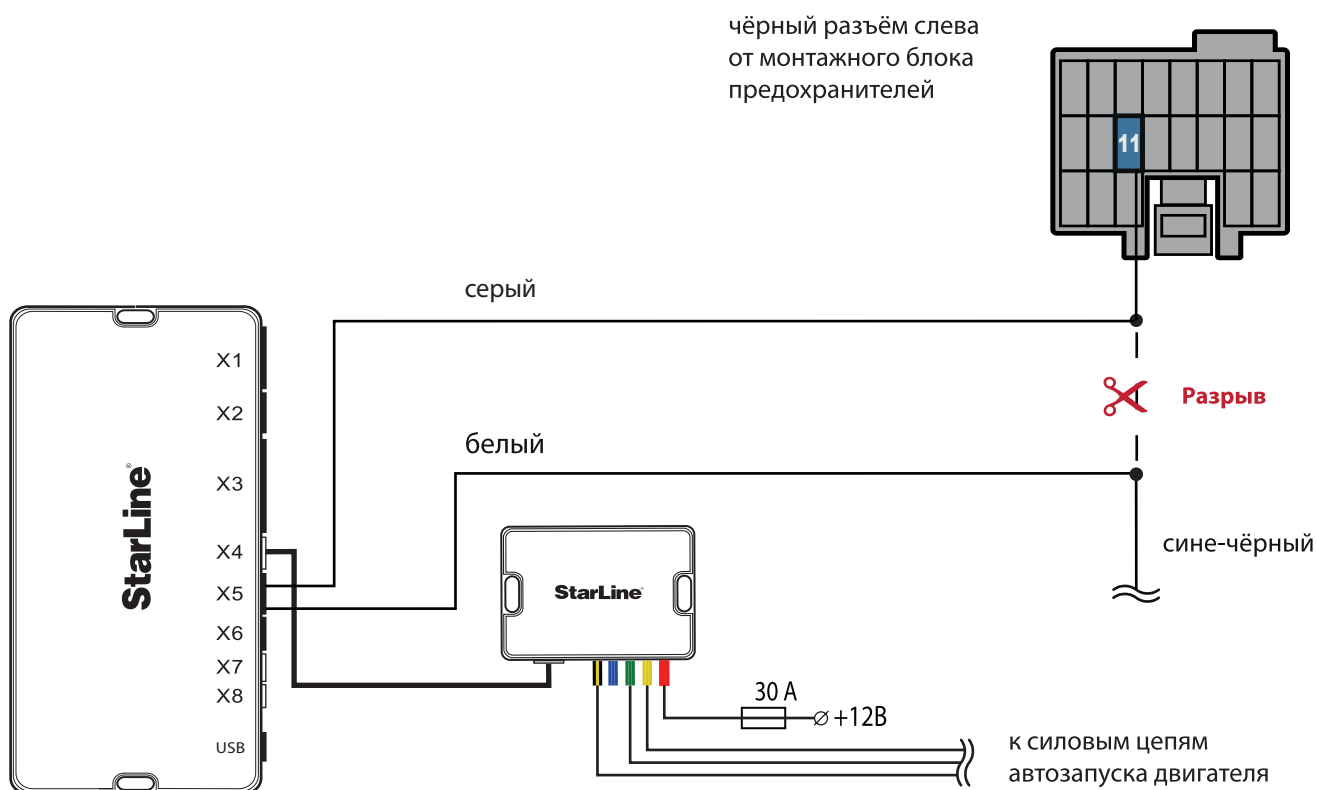 чёрный разъём слева
от монтажного блока
предохранителей
11
серый
Разрыв
белый
сине-чёрный
StarLine
X1
X2
X3
X4
X5
X6
X7
X8
USB
StarLine
30 А
+12В
к силовым цепям
автозапуска двигателя